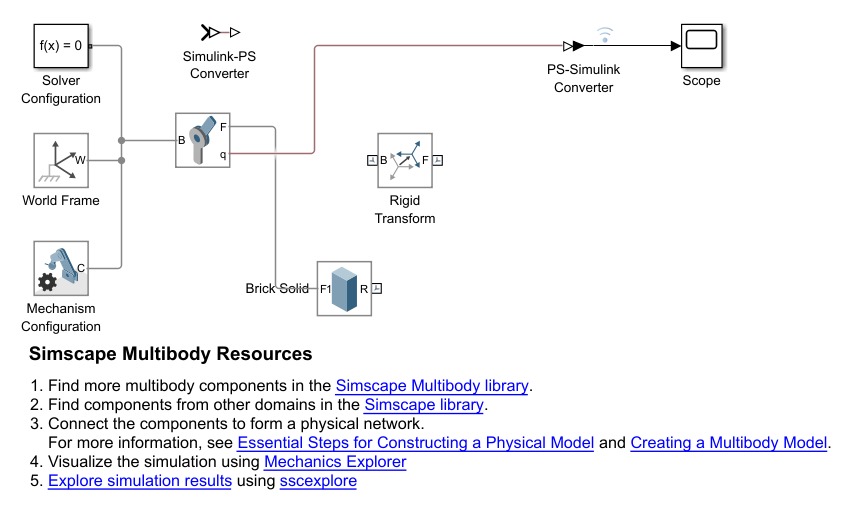 f(x) = 0
Solver
Configuration
Simulink-PS
Converter
PS-Simulink
Converter
Scope
B
F
q
W
World Frame
B
F
Rigid
Transform
C
Mechanism
Configuration
Brick Solid
F1
R
Simscape Multibody Resources
1. Find more multibody components in the Simscape Multibody library.
2. Find components from other domains in the Simscape library.
3. Connect the components to form a physical network.
For more information, see Essential Steps for Constructing a Physical Model and Creating a Multibody Model.
4. Visualize the simulation using Mechanics Explorer
5. Explore simulation results using sscexplore